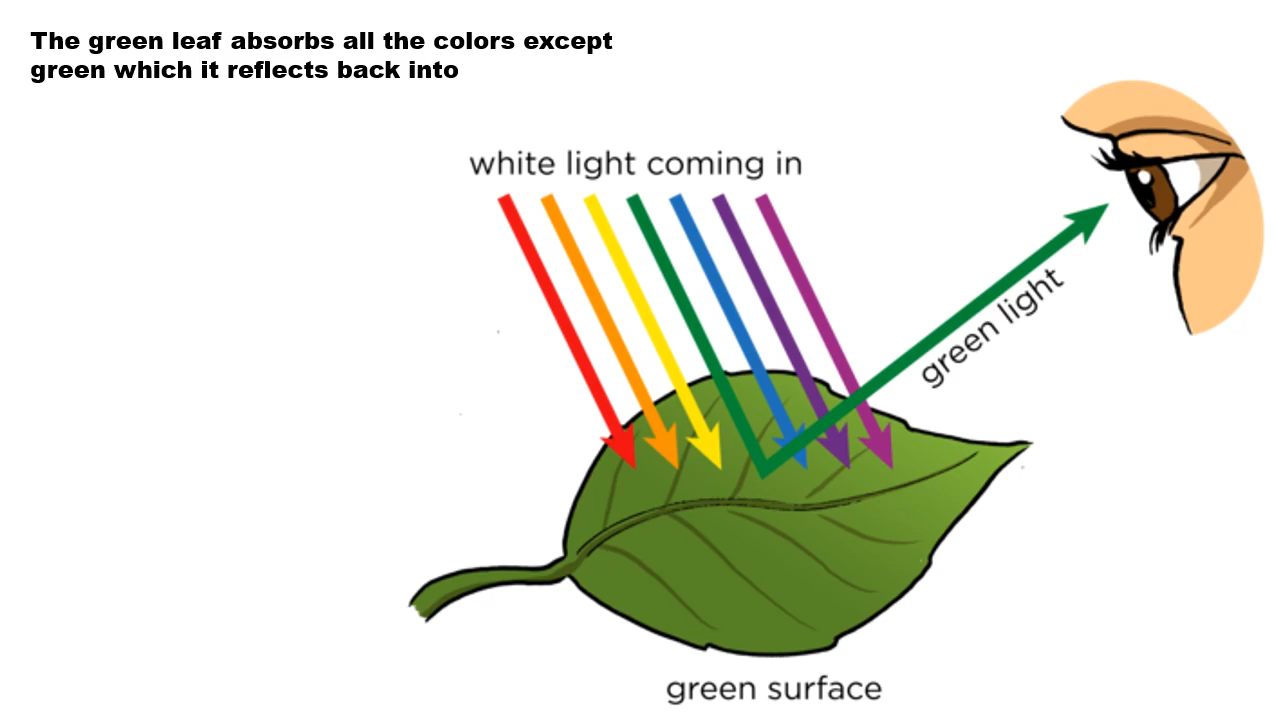 The green leaf absorbs all the colors except
green which it reflects back into
white light coming in
green light
green surface